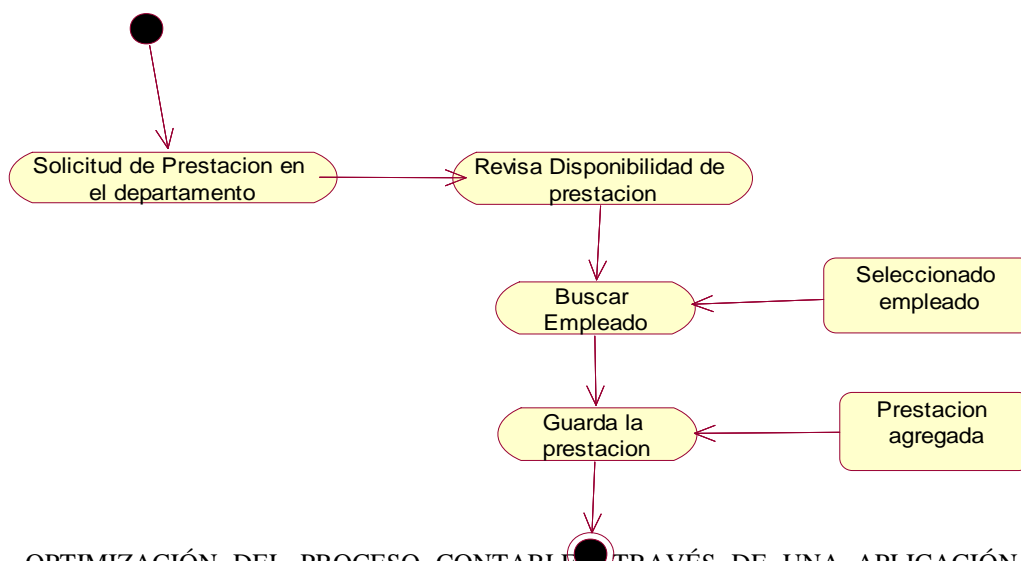 Solicitud de Prestacion en
el departamento
Revisa Disponibilidad de
prestacion
Buscar
Empleado
Seleccionado
empleado
Guarda la
prestacion
Prestacion
agregada
OPTIMIZACIÓN DEL PROCESO CONTABLE TRAVÉS DE UNA APLICACIÓN